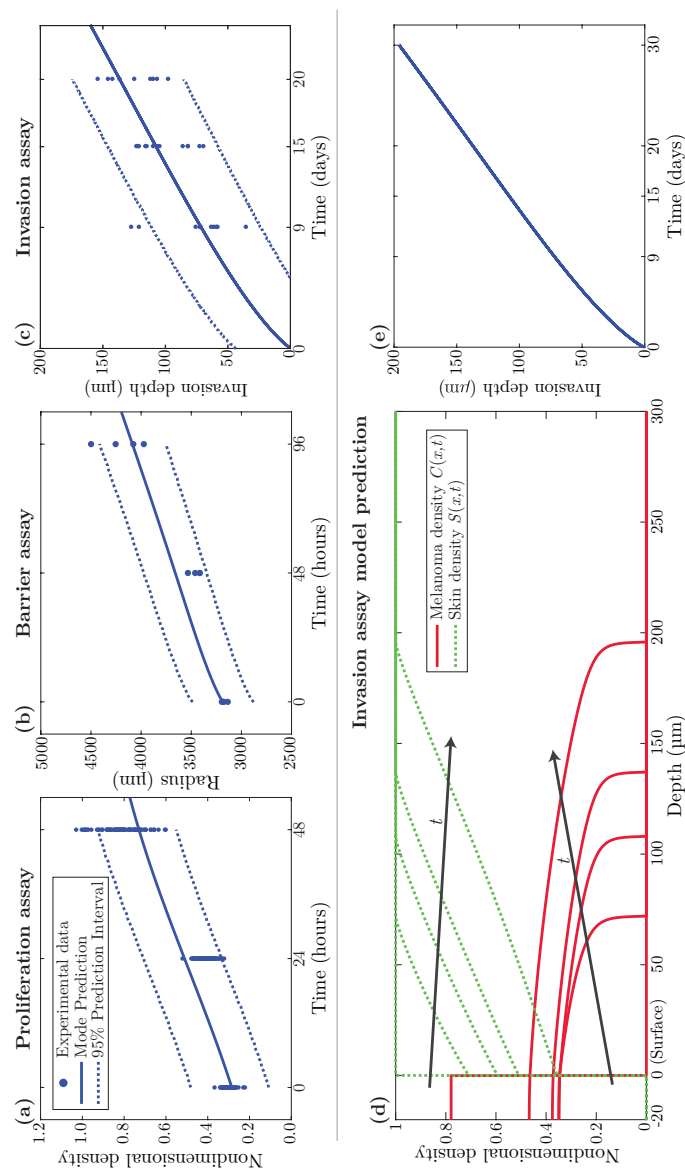 (a) Proliferation assay
Nondimensional density
1.2
1.0
0.8
0.6
0.4
0.2
0.0
Experimental data
Mode Prediction
95% Prediction Interval
0 24 48
Time (hours)
(b) Barrier assay
Radius (µm)
5000
4500
4000
3500
3000
2500
0 48 96
Time (hours)
(c) Invasion assay
Invasion depth (µm)
200
150
100
50
0
0 9 15 20
Time (days)
Invasion assay model prediction
(d)
Nondimensional density
1
0.8
0.6
0.4
0.2
Melanoma density C(x,t)
Skin density S(x,t)
t
t
-20 0 50 100 150 200 250 300
(Surface)
Depth (µm)
(e)
Invasion depth (µm)
200
150
100
50
0
0 9 15 20 30
Time (days)